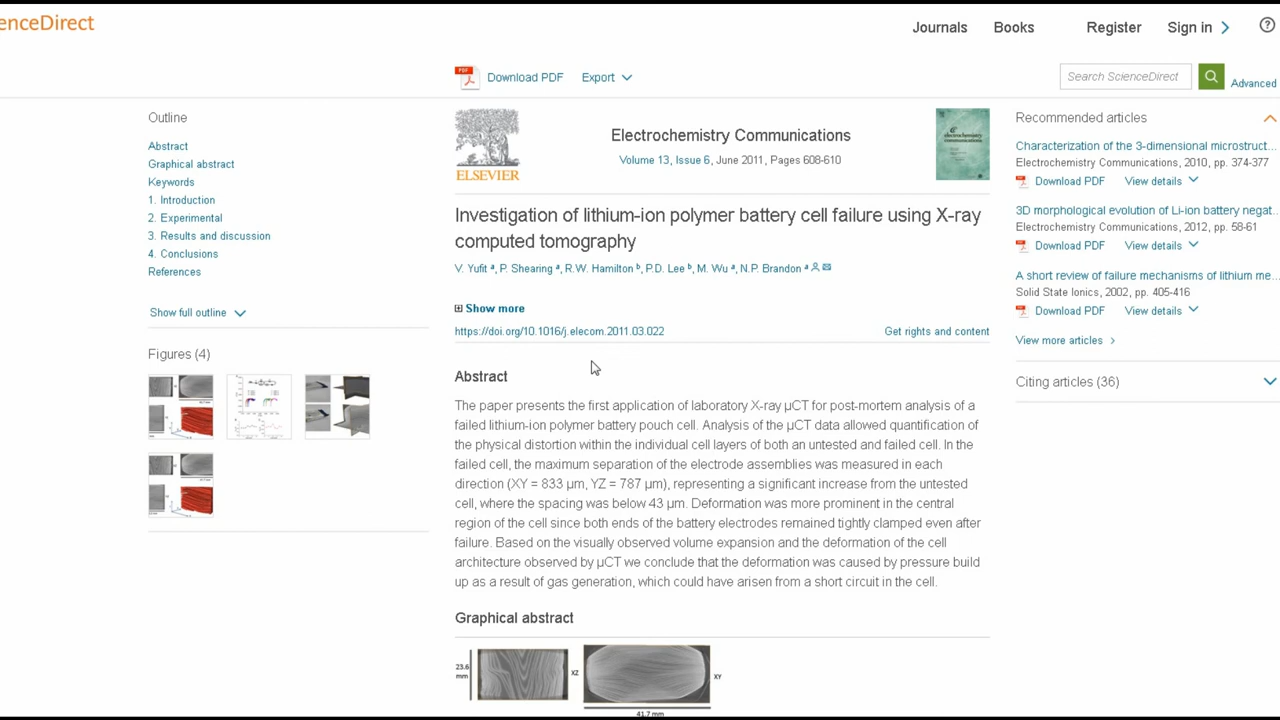 enceDirect
Journals
Books
Register
Sign in
Download PDF
Export
Search ScienceDirect
Advanced
Outline
Abstract
Graphical abstract
Keywords
1. Introduction
2. Experimental
3. Results and discussion
4. Conclusions
References
Show full outline
Figures (4)
ELSEVIER
Electrochemistry Communications
Volume 13, Issue 6, June 2011, Pages 608-610
Investigation of lithium-ion polymer battery cell failure using X-ray
computed tomography
V. Yufit a, P. Shearing a, R.W. Hamilton b, P.D. Lee b, M. Wu a, N.P. Brandon a
Show more
https://doi.org/10.1016/j.elecom.2011.03.022
Get rights and content
Abstract
The paper presents the first application of laboratory X-ray μCT for post-mortem analysis of a
failed lithium-ion polymer battery pouch cell. Analysis of the μCT data allowed quantification of
the physical distortion within the individual cell layers of both an untested and failed cell. In the
failed cell, the maximum separation of the electrode assemblies was measured in each
direction (XY = 833 μm, YZ = 787 μm), representing a significant increase from the untested
cell, where the spacing was below 43 μm. Deformation was more prominent in the central
region of the cell since both ends of the battery electrodes remained tightly clamped even after
failure. Based on the visually observed volume expansion and the deformation of the cell
architecture observed by μCT we conclude that the deformation was caused by pressure build
up as a result of gas generation, which could have arisen from a short circuit in the cell.
Graphical abstract
23.6
mm
XZ
XY
41.7 mm
Recommended articles
Characterization of the 3-dimensional microstruct...
Electrochemistry Communications, 2010, pp. 374-377
Download PDF
View details
3D morphological evolution of Li-ion battery negat...
Electrochemistry Communications, 2012, pp. 58-61
Download PDF
View details
A short review of failure mechanisms of lithium me...
Solid State Ionics, 2002, pp. 405-416
Download PDF
View details
View more articles
Citing articles (36)